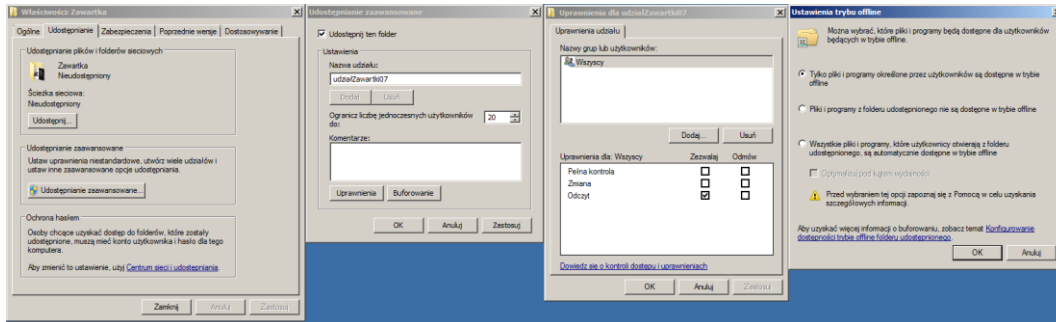 Właściwości: Zawartka
Ogólne
Udostępnianie
Zabezpieczenia
Poprzednie wersje
Dostosowywanie
Udostępnianie plików i folderów sieciowych
Zawartka
Nieudostępniony
Ścieżka sieciowa:
Nieudostępniony
Udostępnij...
Udostępnianie zaawansowane
Ustaw uprawnienia niestandardowe, utwórz wiele udziałów i
ustaw inne zaawansowane opcje udostępniania.
Udostępnianie zaawansowane...
Ochrona hasłem
Osoby chcące uzyskać dostęp do folderów, które zostały
udostępnione, muszą mieć konto użytkownika i hasło dla tego
komputera.
Aby zmienić to ustawienie, użyj Centrum sieci i udostępniania.
Zamknij
Anuluj
Zastosuj
Udostępnianie zaawansowane
Udostępnij ten folder
Ustawienia
Nazwa udziału:
udzialZawartki07
Dodaj
Usuń
Ogranicz liczbę jednoczesnych użytkowników
do:
20
Komentarze:
Uprawnienia
Buforowanie
OK
Anuluj
Zastosuj
Uprawnienia dla udzialZawartki07
Uprawnienia udziału
Nazwy grup lub użytkowników:
Wszyscy
Dodaj...
Usuń
Uprawnienia dla: Wszyscy
Zezwalaj
Odmów
Pełna kontrola
Zmiana
Odczyt
Dowiedz się o kontroli dostępu i uprawnieniach
OK
Anuluj
Zastosuj
Ustawienia trybu offline
Można wybrać, które pliki i programy będą dostępne dla użytkowników
będących w trybie offline.
Tylko pliki i programy określone przez użytkowników są dostępne w trybie
offline
Pliki i programy z folderu udostępnionego nie są dostępne w trybie offline
Wszystkie pliki i programy, które użytkownicy otwierają z folderu
udostępnionego, są automatycznie dostępne w trybie offline
Optymalizuj pod kątem wydajności
Przed wybraniem tej opcji zapoznaj się z Pomocą w celu uzyskania
szczegółowych informacji.
Aby uzyskać więcej informacji o buforowaniu, zobacz temat Konfigurowanie
dostępności trybie offline folderu udostępnionego.
OK
Anuluj